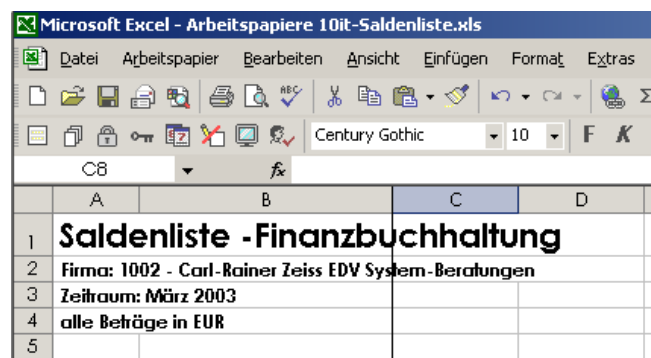 Microsoft Excel - Arbeitspapiere 10it-Saldenliste.xls
Datei Arbeitspapier Bearbeiten Ansicht Einfügen Format Extras
ABC
Σ
Century Gothic 10 F K
C8 fx
A B C D
1 Saldenliste -Finanzbuchhaltung
2 Firma: 1002 - Carl-Rainer Zeiss EDV System-Beratungen
3 Zeitraum: März 2003
4 alle Beträge in EUR
5